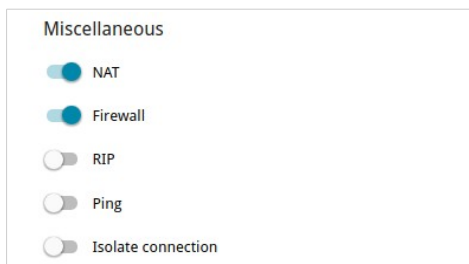 Miscellaneous
NAT
Firewall
RIP
Ping
Isolate connection